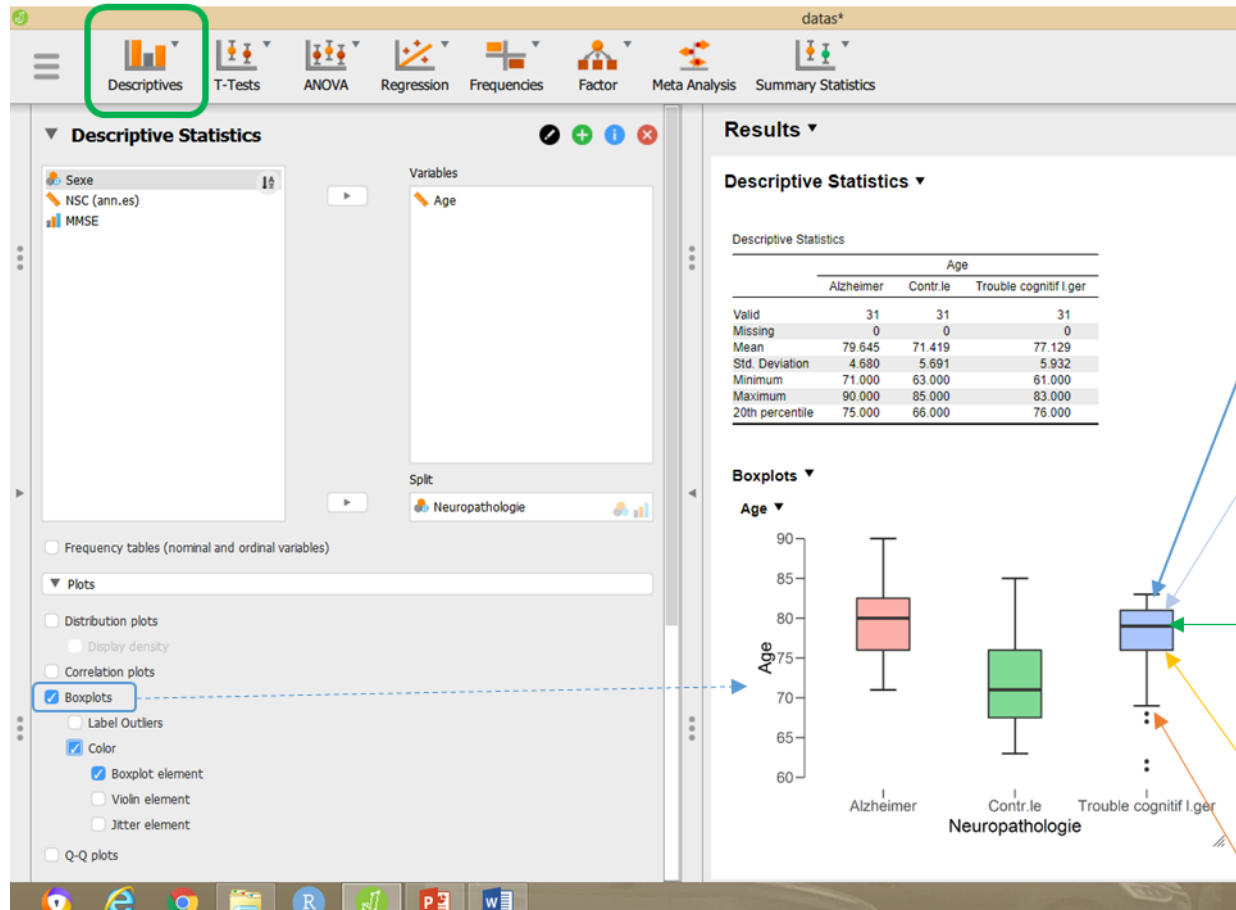 datas*
Descriptives T-Tests ANOVA Regression Frequencies Factor Meta Analysis Summary Statistics
Descriptive Statistics
Sexe
NSC (ann.es)
MMSE
Variables
Age
Split
Neuropathologie
Frequency tables (nominal and ordinal variables)
Plots
Distribution plots
Display density
Correlation plots
Boxplots
Label Outliers
Color
Boxplot element
Violin element
Jitter element
Q-Q plots
Results
Descriptive Statistics
Descriptive Statistics
Age
Alzheimer Contr.le Trouble cognitif l.ger
Valid 31 31 31
Missing 0 0 0
Mean 79.645 71.419 77.129
Std. Deviation 4.680 5.691 5.932
Minimum 71.000 63.000 61.000
Maximum 90.000 85.000 83.000
20th percentile 75.000 66.000 76.000
Boxplots
Age
90
85
80
75
70
65
60
Age
Alzheimer Contr.le Trouble cognitif l.ger
Neuropathologie